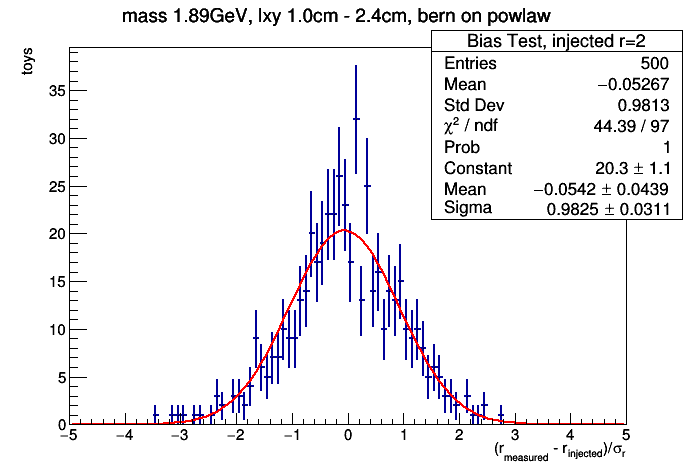 mass 1.89GeV, lxy 1.0cm - 2.4cm, bern on powlaw
toys
Bias Test, injected r=2
Entries 500
Mean −0.05267
Std Dev 0.9813
χ² / ndf 44.39 / 97
Prob 1
Constant 20.3 ± 1.1
Mean −0.0542 ± 0.0439
Sigma 0.9825 ± 0.0311
35
30
25
20
15
10
5
0
−5 −4 −3 −2 −1 0 1 2 3 4 5
(r_measured - r_injected)/σ_r